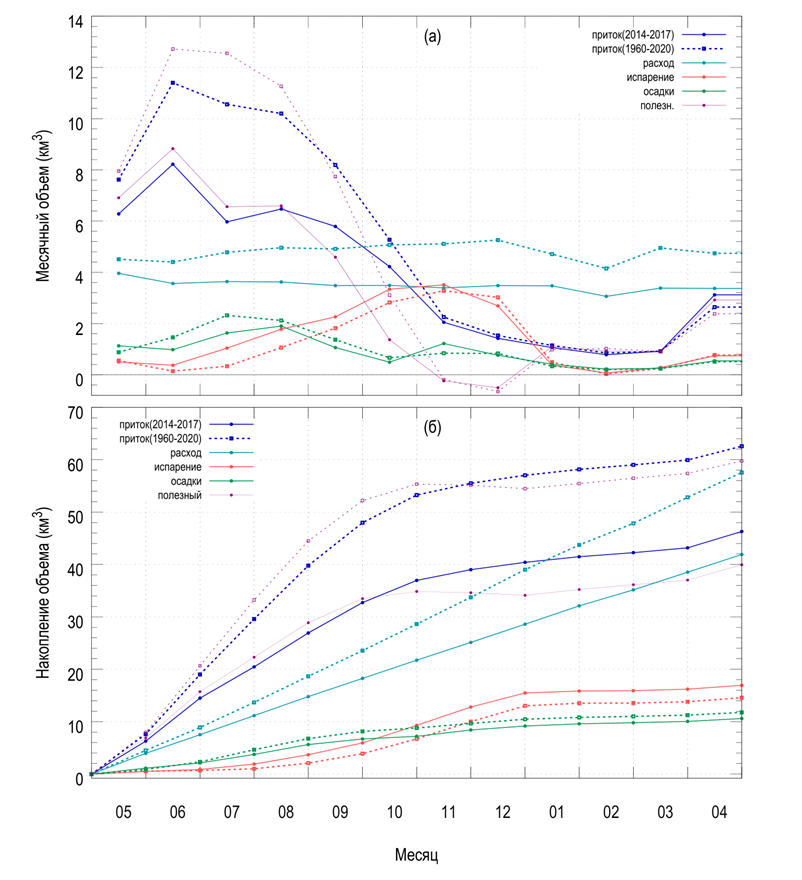 (а)
приток(2014-2017)
приток(1960-2020)
расход
испарение
осадки
полезн.
Месячный объем (км³)
14
12
10
8
6
4
2
0
(б)
приток(2014-2017)
приток(1960-2020)
расход
испарение
осадки
полезный
Накопление объема (км³)
70
60
50
40
30
20
10
0
05 06 07 08 09 10 11 12 01 02 03 04
Месяц